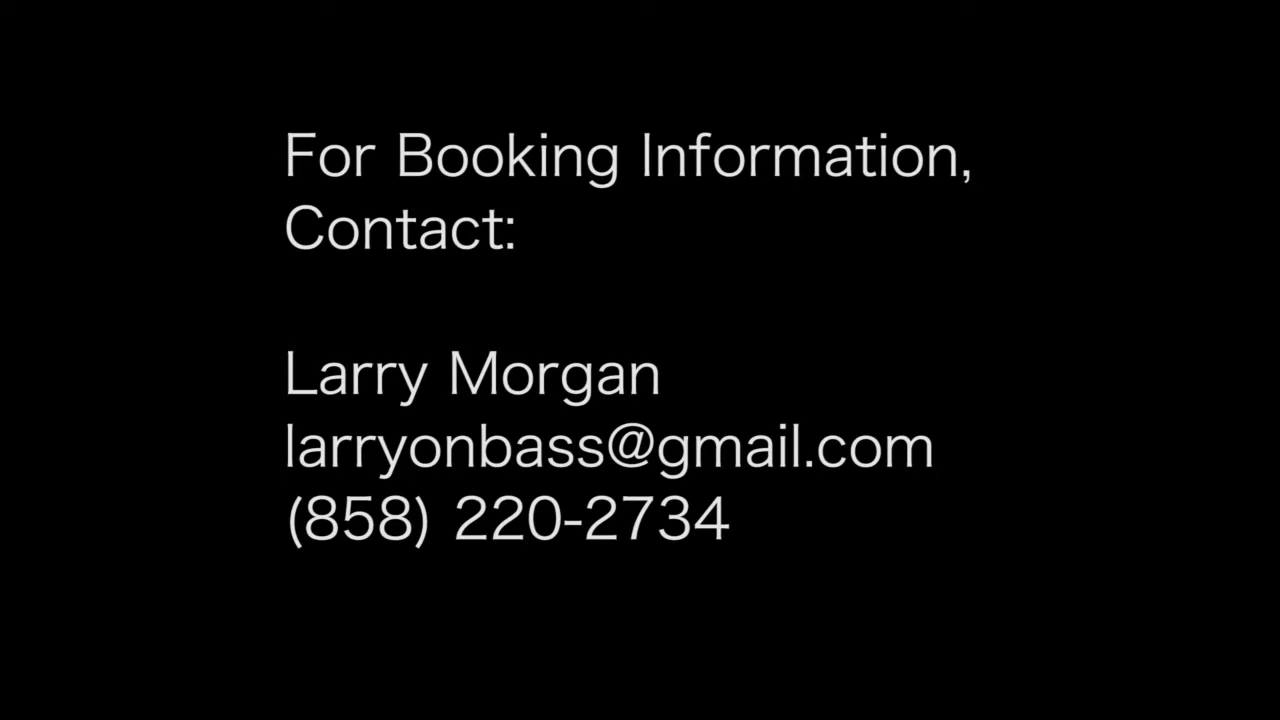 For Booking Information,
Contact:
Larry Morgan
larryonbass@gmail.com
(858) 220-2734